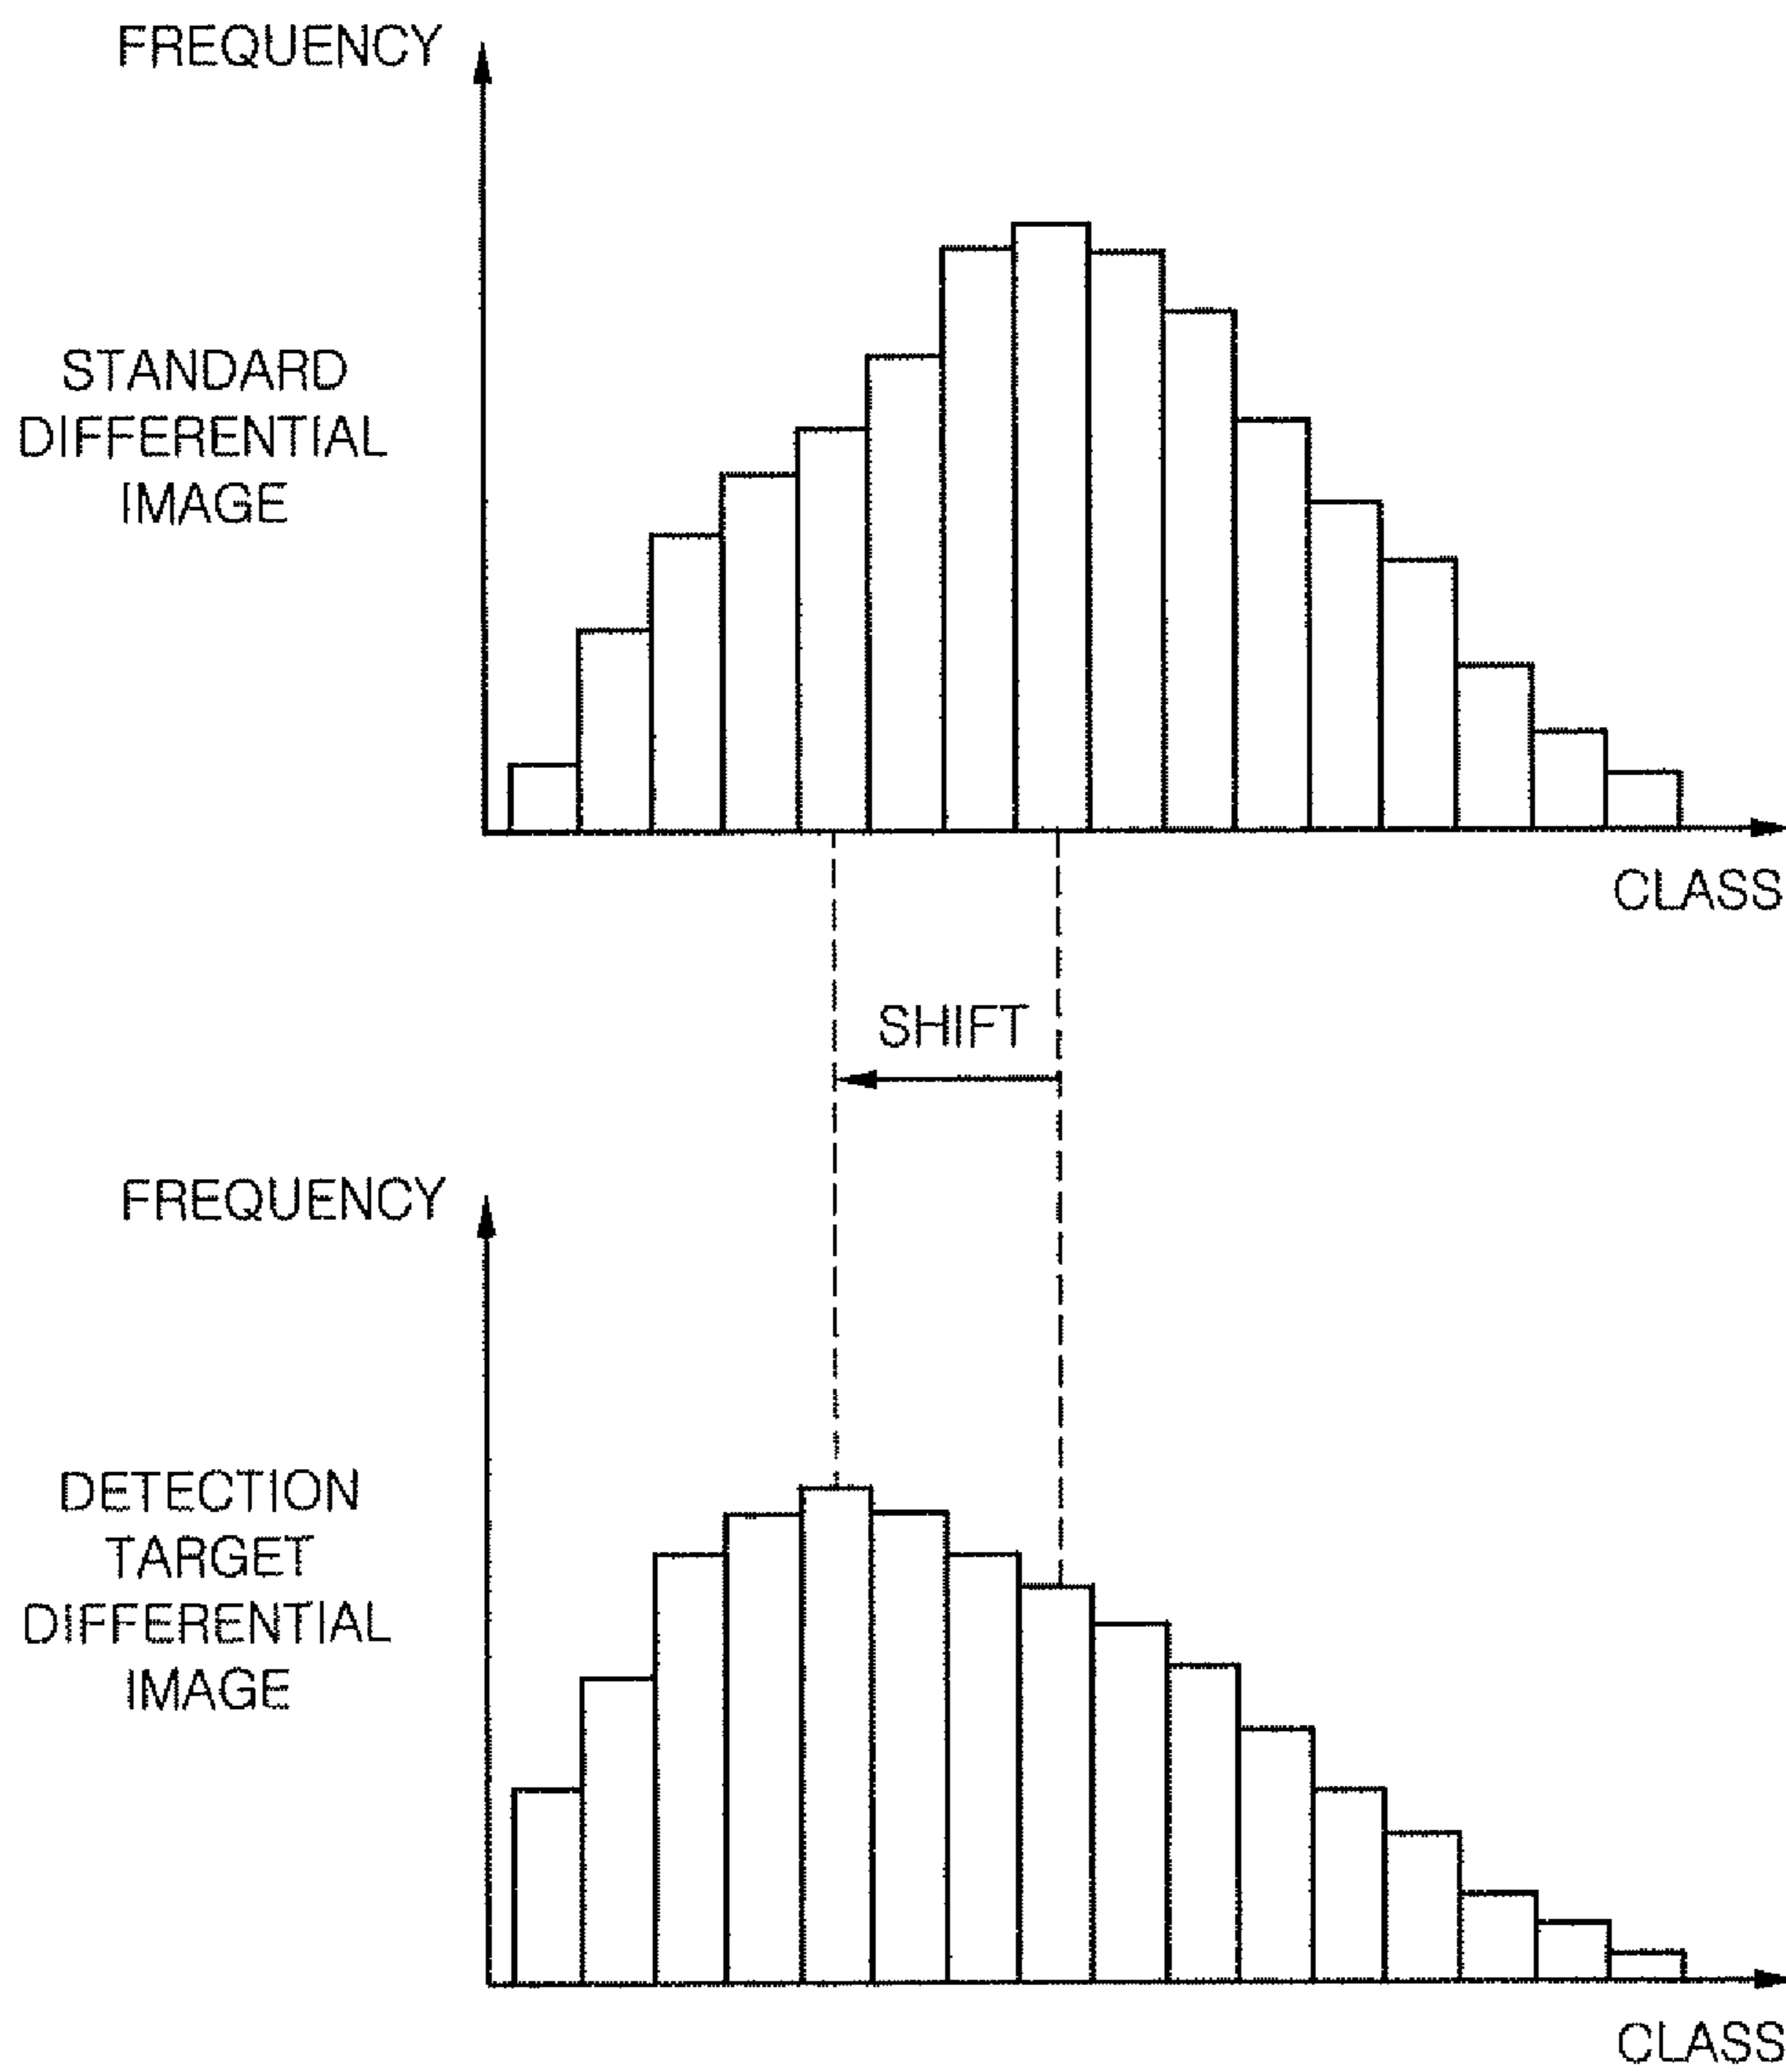 FREQUENCY
STANDARD
DIFFERENTIAL
IMAGE
CLASS
SHIFT
FREQUENCY
DETECTION
TARGET
DIFFERENTIAL
IMAGE
CLASS